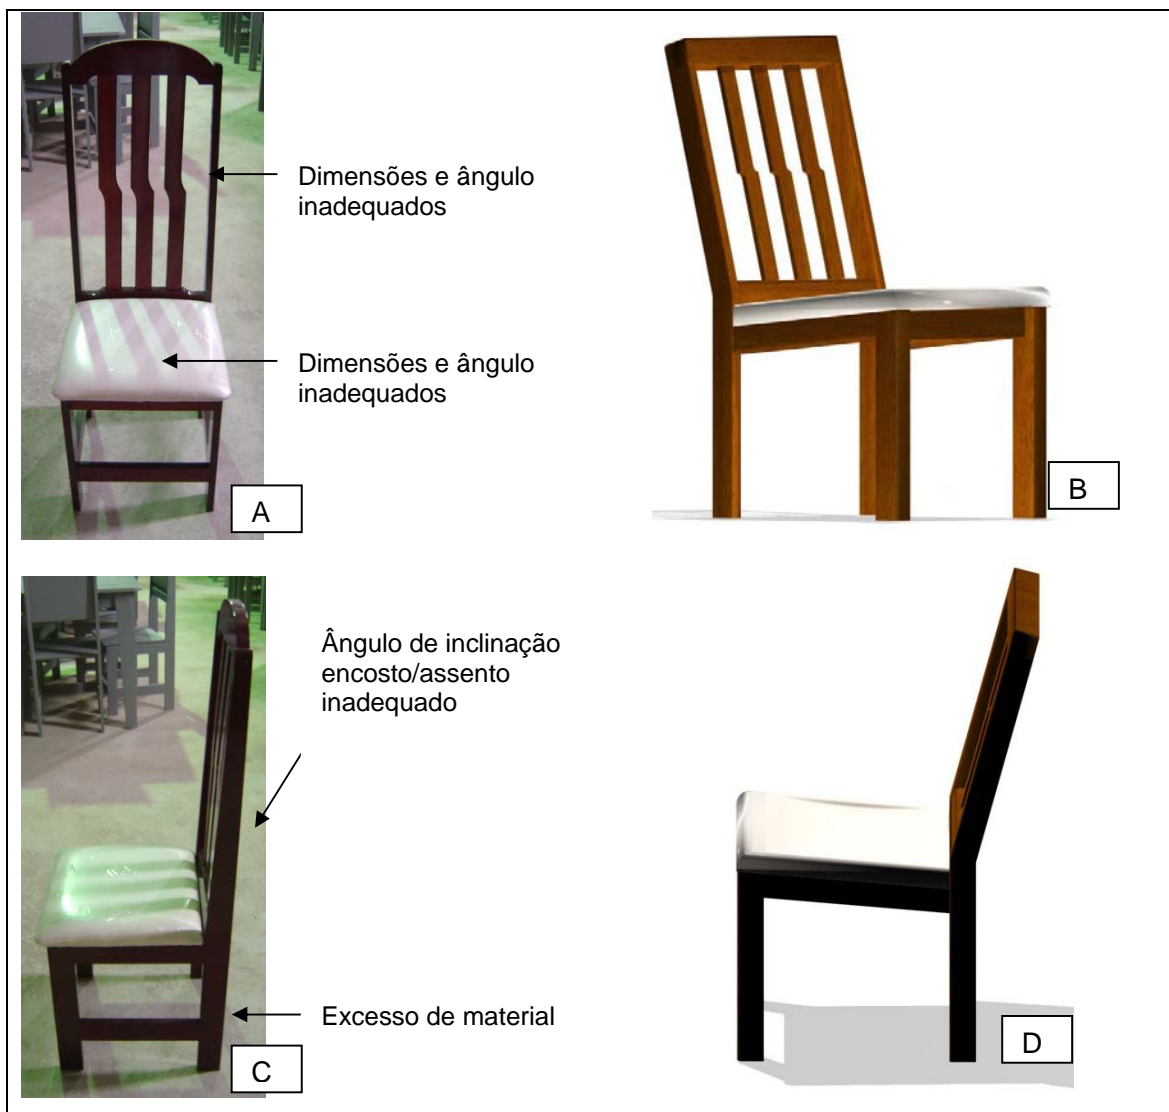 Dimensões e ângulo
inadequados
Dimensões e ângulo
inadequados
A
B
Ângulo de inclinação
encosto/assento
inadequado
Excesso de material
C
D